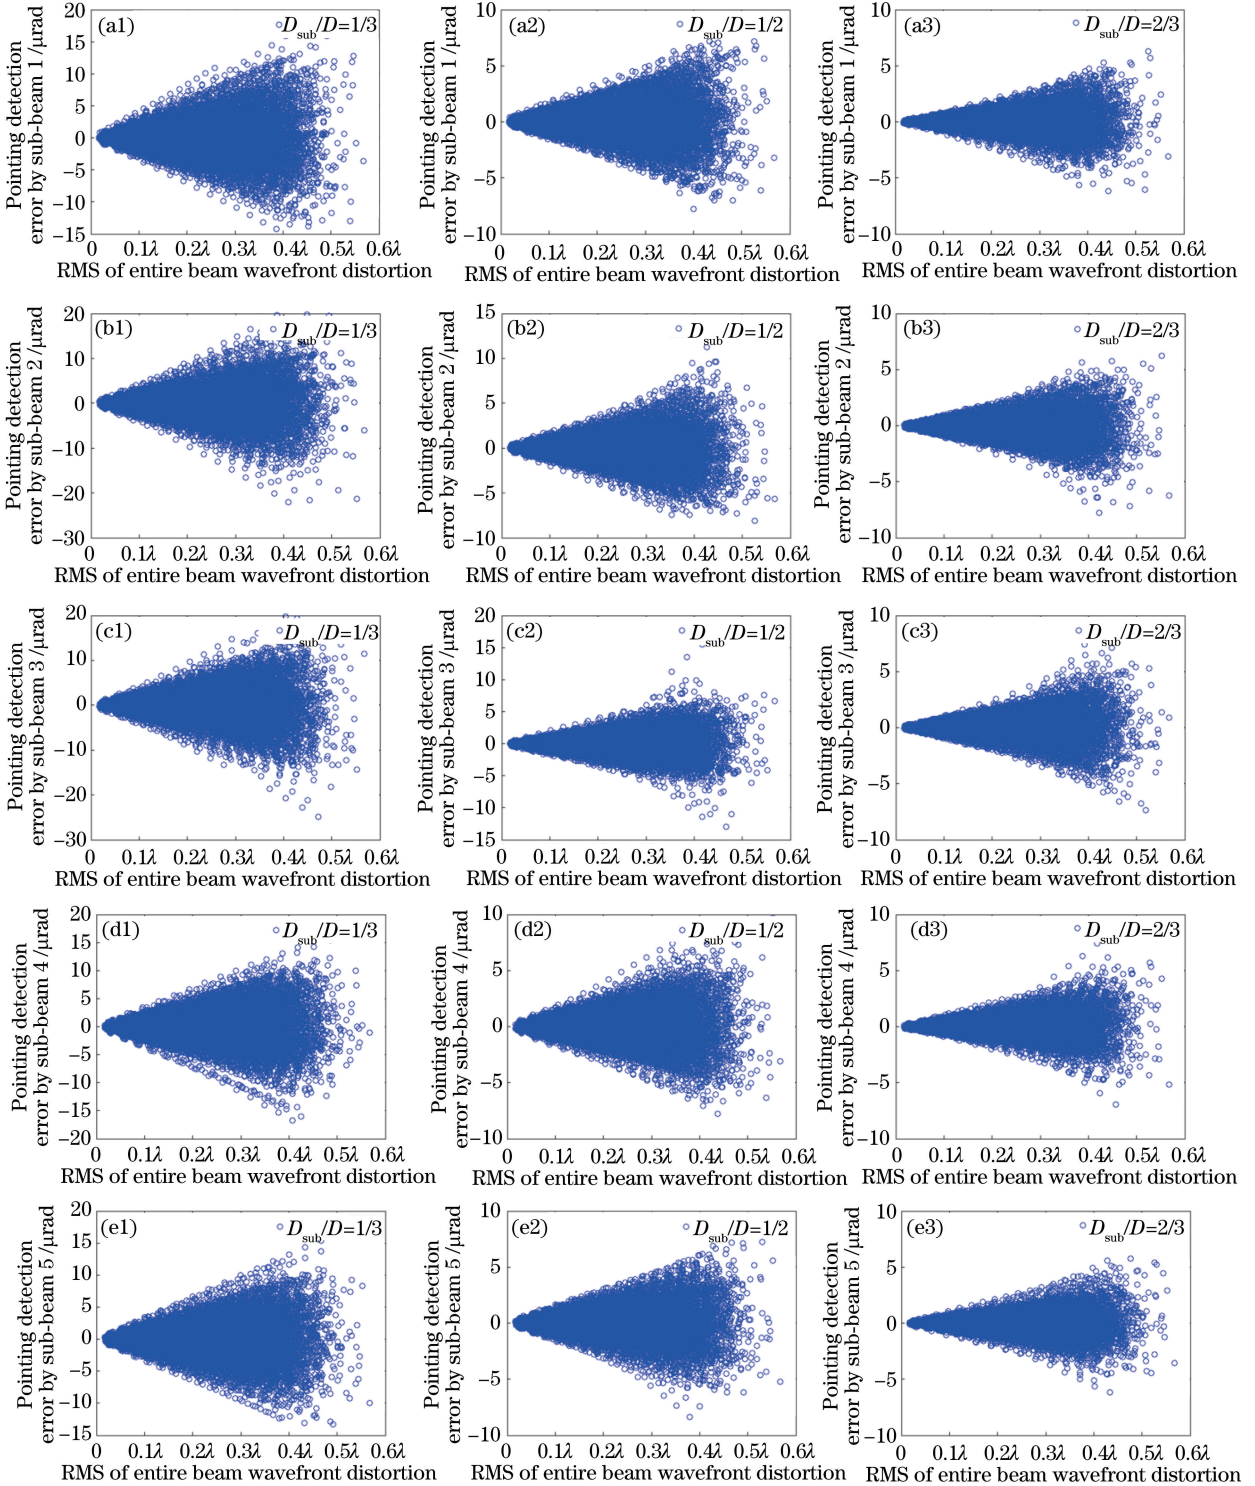 (a1) D_sub/D=1/3
20
15
10
5
0
−5
−10
−15
0 0.1λ 0.2λ 0.3λ 0.4λ 0.5λ 0.6λ
Pointing detection
error by sub-beam 1 /μrad
RMS of entire beam wavefront distortion
(a2) D_sub/D=1/2
10
5
0
−5
−10
0 0.1λ 0.2λ 0.3λ 0.4λ 0.5λ 0.6λ
Pointing detection
error by sub-beam 1 /μrad
RMS of entire beam wavefront distortion
(a3) D_sub/D=2/3
10
5
0
−5
−10
0 0.1λ 0.2λ 0.3λ 0.4λ 0.5λ 0.6λ
Pointing detection
error by sub-beam 1 /μrad
RMS of entire beam wavefront distortion
(b1) D_sub/D=1/3
20
10
0
−10
−20
−30
0 0.1λ 0.2λ 0.3λ 0.4λ 0.5λ 0.6λ
Pointing detection
error by sub-beam 2 /μrad
RMS of entire beam wavefront distortion
(b2) D_sub/D=1/2
15
10
5
0
−5
−10
0 0.1λ 0.2λ 0.3λ 0.4λ 0.5λ 0.6λ
Pointing detection
error by sub-beam 2 /μrad
RMS of entire beam wavefront distortion
(b3) D_sub/D=2/3
10
5
0
−5
−10
0 0.1λ 0.2λ 0.3λ 0.4λ 0.5λ 0.6λ
Pointing detection
error by sub-beam 2 /μrad
RMS of entire beam wavefront distortion
(c1) D_sub/D=1/3
20
10
0
−10
−20
−30
0 0.1λ 0.2λ 0.3λ 0.4λ 0.5λ 0.6λ
Pointing detection
error by sub-beam 3 /μrad
RMS of entire beam wavefront distortion
(c2) D_sub/D=1/2
20
15
10
5
0
−5
−10
−15
0 0.1λ 0.2λ 0.3λ 0.4λ 0.5λ 0.6λ
Pointing detection
error by sub-beam 3 /μrad
RMS of entire beam wavefront distortion
(c3) D_sub/D=2/3
10
5
0
−5
−10
0 0.1λ 0.2λ 0.3λ 0.4λ 0.5λ 0.6λ
Pointing detection
error by sub-beam 3 /μrad
RMS of entire beam wavefront distortion
(d1) D_sub/D=1/3
20
15
10
5
0
−5
−10
−15
−20
0 0.1λ 0.2λ 0.3λ 0.4λ 0.5λ 0.6λ
Pointing detection
error by sub-beam 4 /μrad
RMS of entire beam wavefront distortion
(d2) D_sub/D=1/2
10
5
0
−5
−10
0 0.1λ 0.2λ 0.3λ 0.4λ 0.5λ 0.6λ
Pointing detection
error by sub-beam 4 /μrad
RMS of entire beam wavefront distortion
(d3) D_sub/D=2/3
10
5
0
−5
−10
0 0.1λ 0.2λ 0.3λ 0.4λ 0.5λ 0.6λ
Pointing detection
error by sub-beam 4 /μrad
RMS of entire beam wavefront distortion
(e1) D_sub/D=1/3
20
15
10
5
0
−5
−10
−15
0 0.1λ 0.2λ 0.3λ 0.4λ 0.5λ 0.6λ
Pointing detection
error by sub-beam 5 /μrad
RMS of entire beam wavefront distortion
(e2) D_sub/D=1/2
10
5
0
−5
−10
0 0.1λ 0.2λ 0.3λ 0.4λ 0.5λ 0.6λ
Pointing detection
error by sub-beam 5 /μrad
RMS of entire beam wavefront distortion
(e3) D_sub/D=2/3
10
5
0
−5
−10
0 0.1λ 0.2λ 0.3λ 0.4λ 0.5λ 0.6λ
Pointing detection
error by sub-beam 5 /μrad
RMS of entire beam wavefront distortion